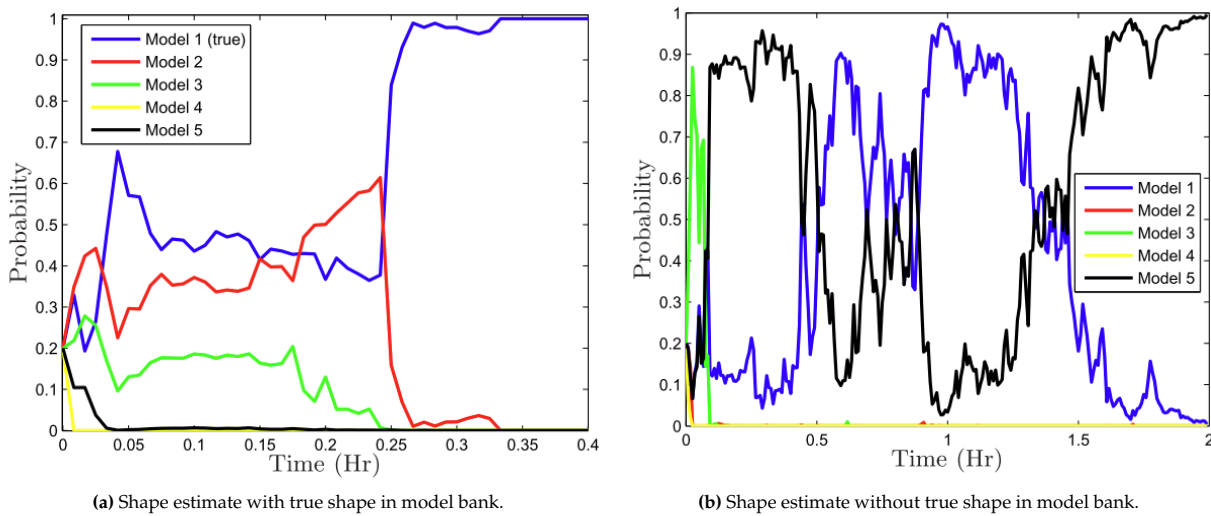 1
0.9
0.8
0.7
0.6
0.5
0.4
0.3
0.2
0.1
0
Probability
Model 1 (true)
Model 2
Model 3
Model 4
Model 5
0 0.05 0.1 0.15 0.2 0.25 0.3 0.35 0.4
Time (Hr)
(a) Shape estimate with true shape in model bank.
1
0.9
0.8
0.7
0.6
0.5
0.4
0.3
0.2
0.1
0
Probability
Model 1
Model 2
Model 3
Model 4
Model 5
0 0.5 1 1.5 2
Time (Hr)
(b) Shape estimate without true shape in model bank.